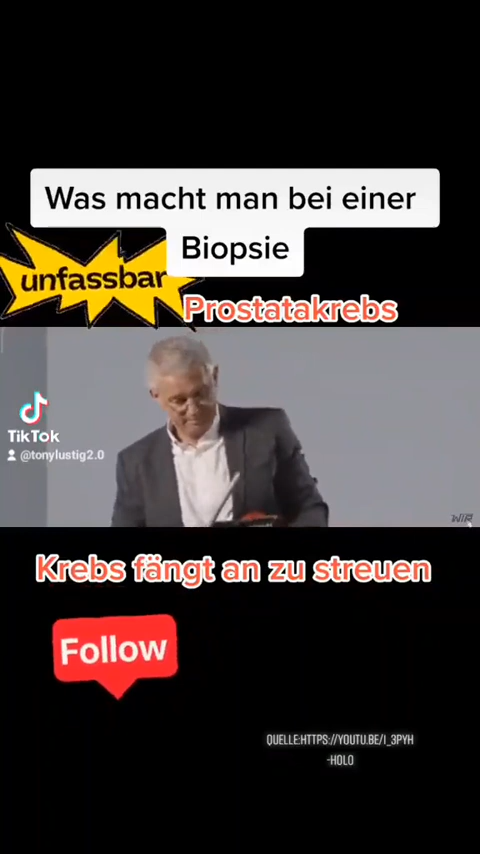 Was macht man bei einer
Biopsie
unfassbar
Prostatakrebs
TikTok
@tonylustig2.0
WIR
Krebs fängt an zu streuen
Follow
QUELLE:HTTPS://YOUTU.BE/I_3PYH
-HOLO